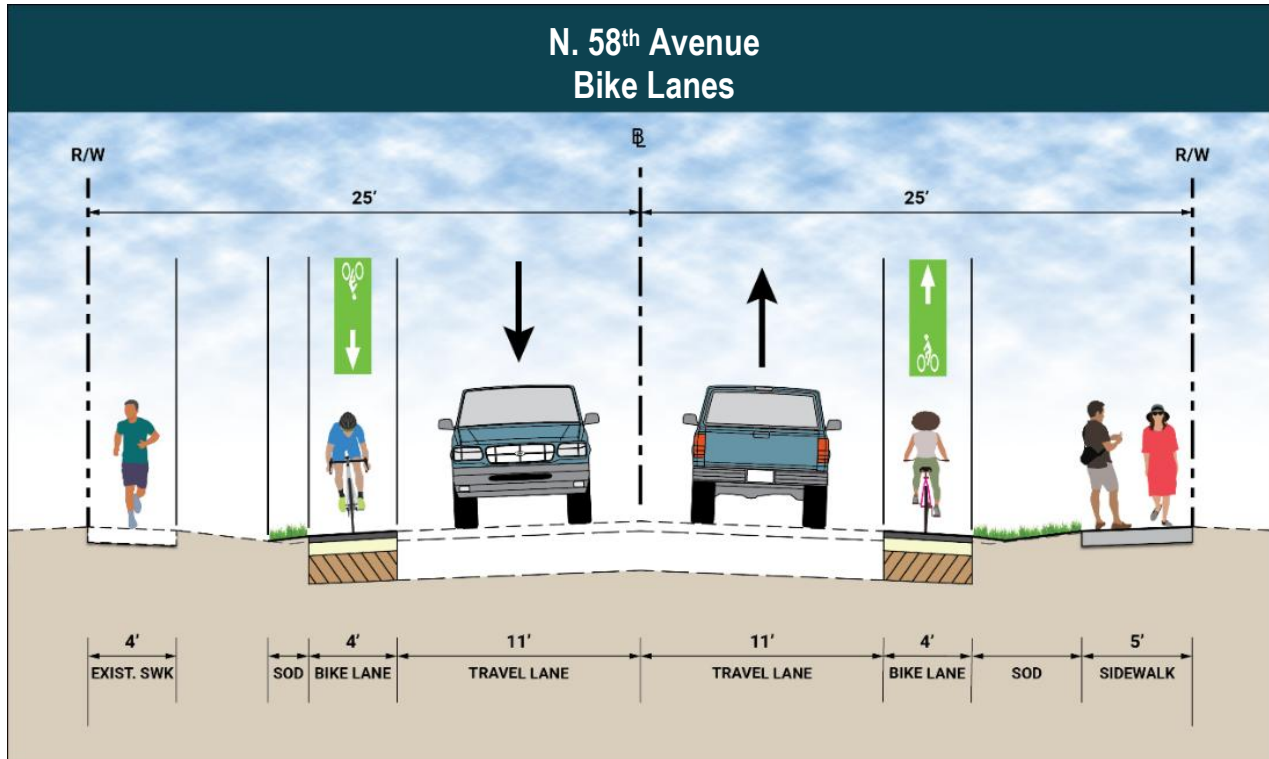 N. 58th Avenue
Bike Lanes
BL
R/W
R/W
25'
25'
4'
4'
11'
11'
4'
5'
EXIST. SWK
SOD
BIKE LANE
TRAVEL LANE
TRAVEL LANE
BIKE LANE
SOD
SIDEWALK